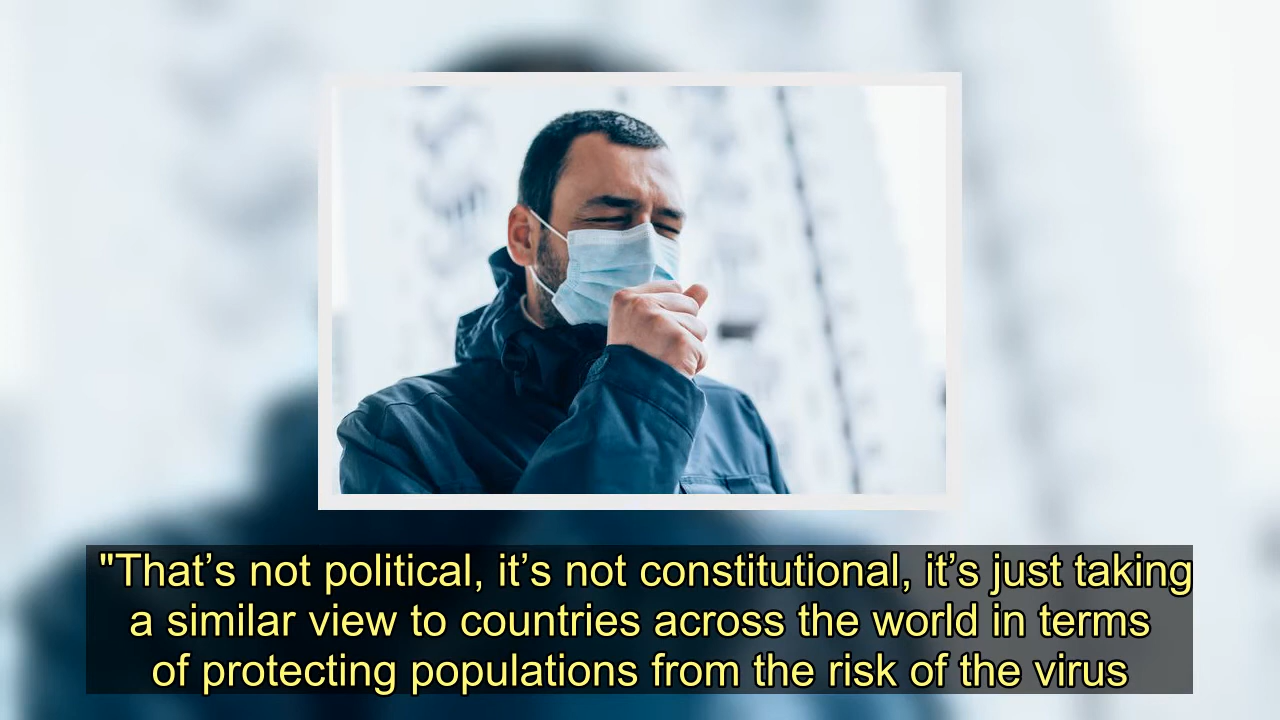 "That’s not political, it’s not constitutional, it’s just taking
a similar view to countries across the world in terms
of protecting populations from the risk of the virus